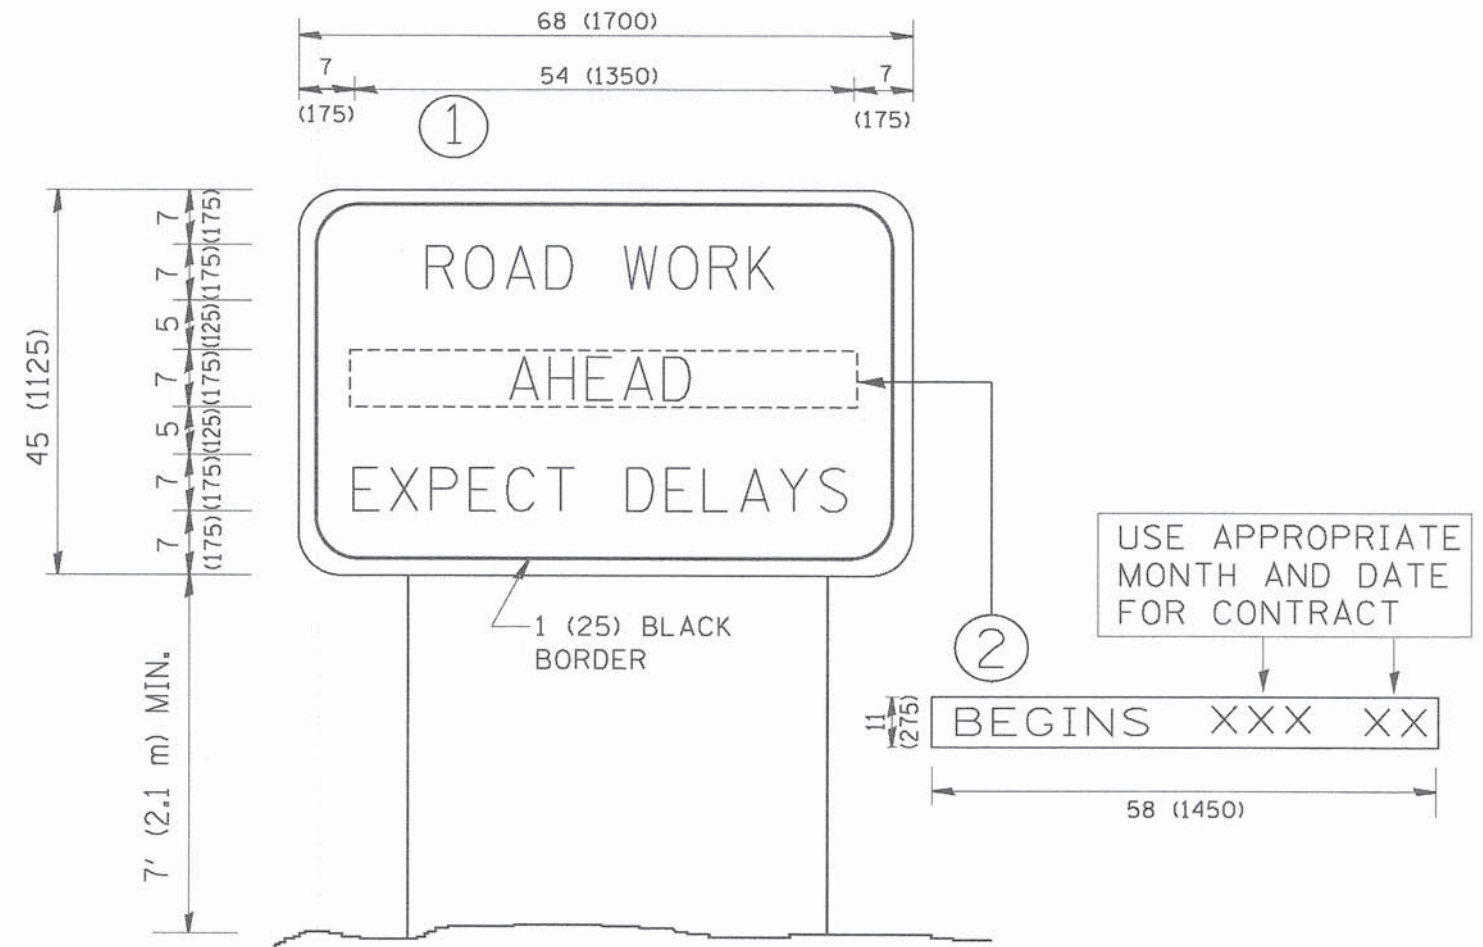 68 (1700)
7
54 (1350)
7
(175)
(175)
1
45 (1125)
7
(175)
7
(175)
5
(125)
7
(175)
5
(125)
7
(175)
7
(175)
ROAD WORK
AHEAD
EXPECT DELAYS
1 (25) BLACK
BORDER
7' (2.1 m) MIN.
2
USE APPROPRIATE
MONTH AND DATE
FOR CONTRACT
11
(275)
BEGINS XXX XX
58 (1450)